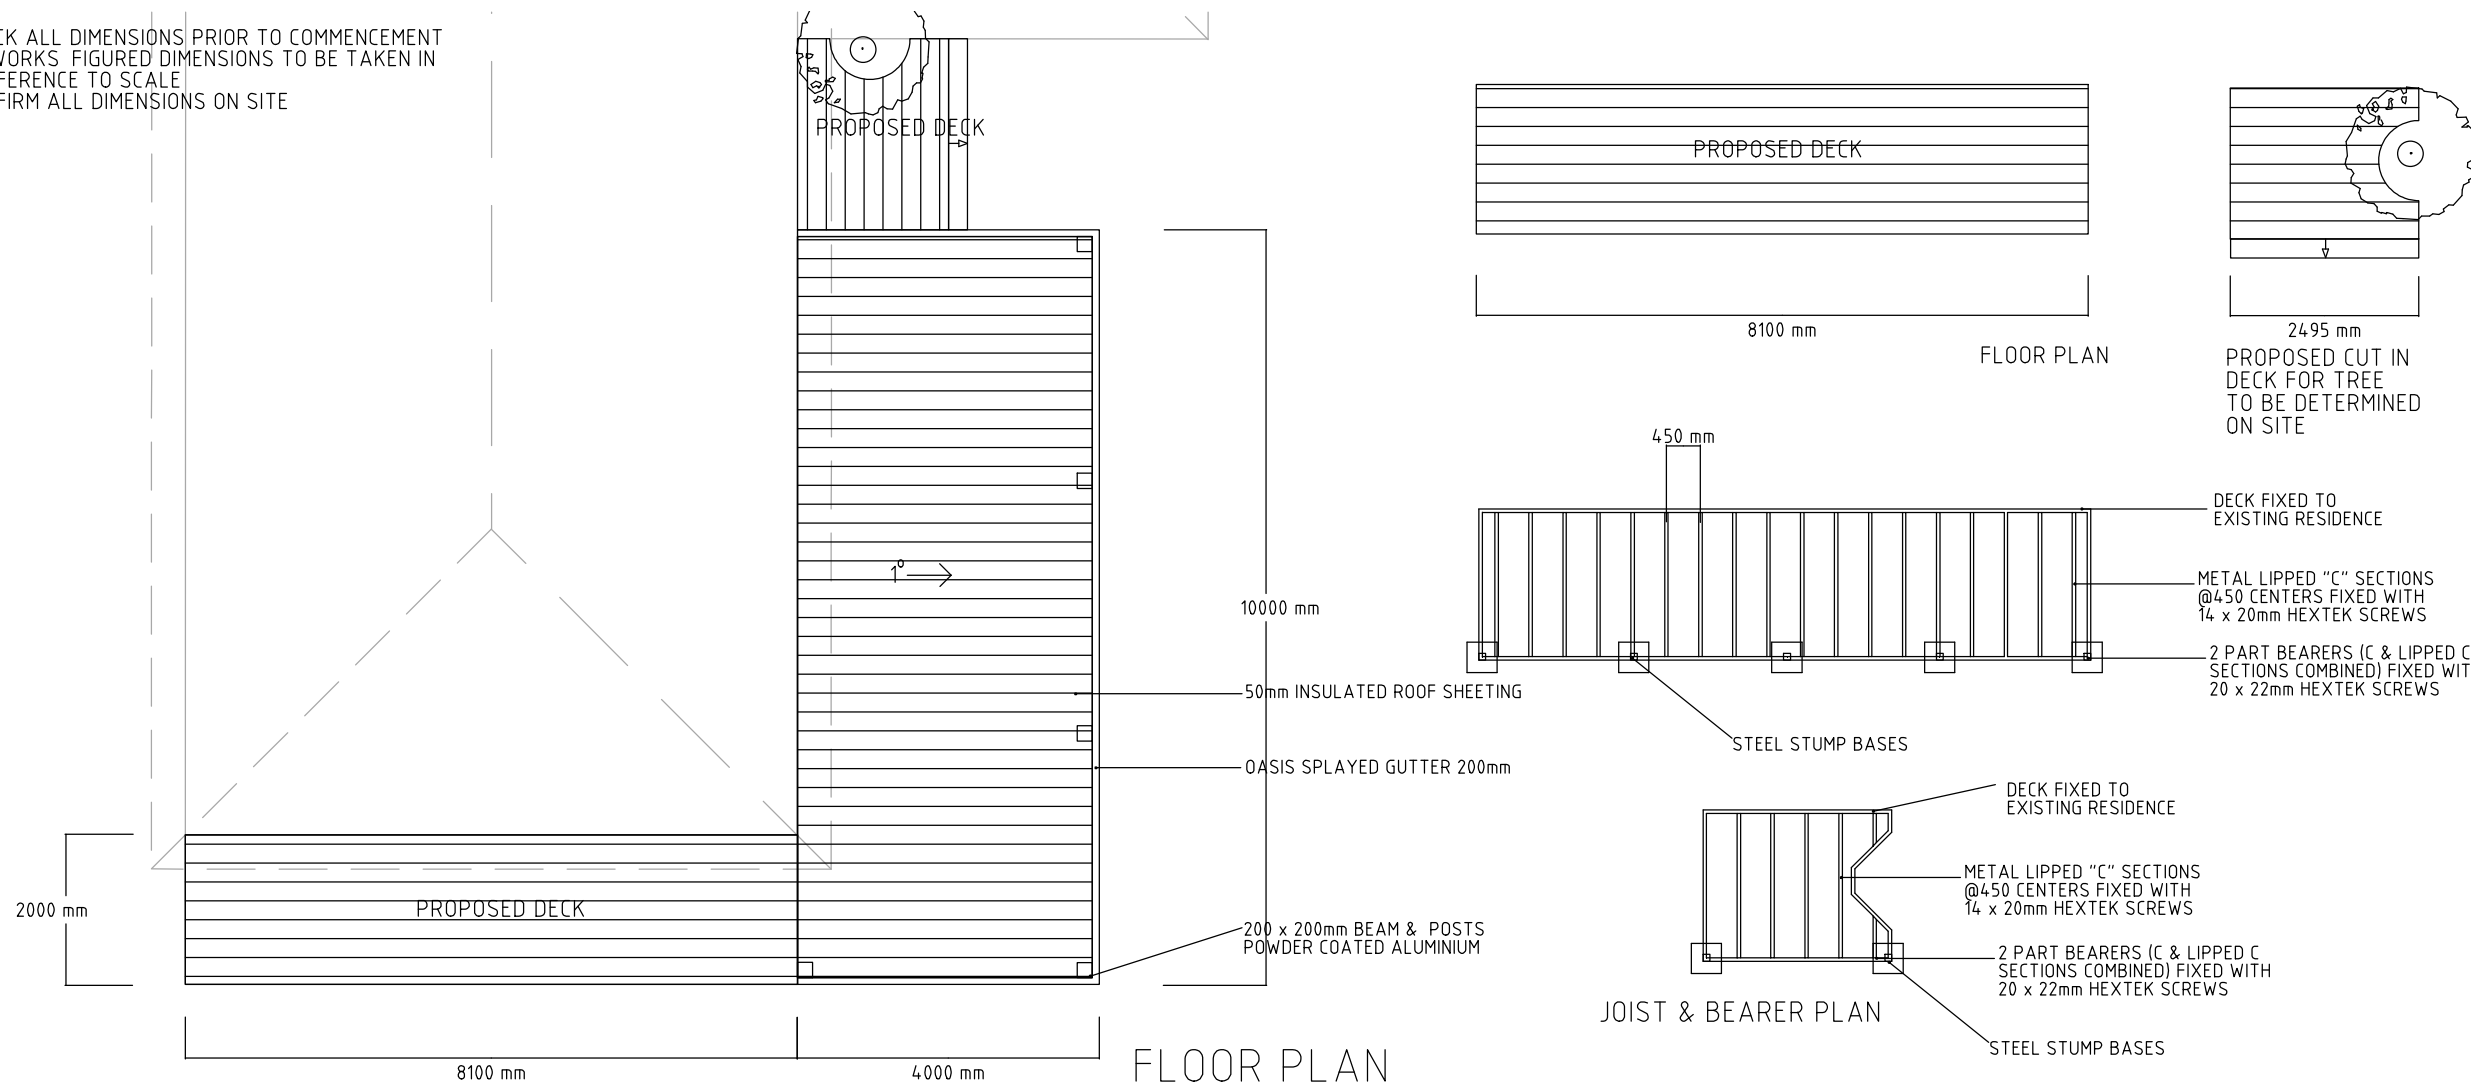 CK ALL DIMENSIONS PRIOR TO COMMENCEMENT
WORKS FIGURED DIMENSIONS TO BE TAKEN IN
FERENCE TO SCALE
FIRM ALL DIMENSIONS ON SITE
PROPOSED DECK
1°
10000 mm
50mm INSULATED ROOF SHEETING
OASIS SPLAYED GUTTER 200mm
200 x 200mm BEAM & POSTS
POWDER COATED ALUMINIUM
2000 mm
PROPOSED DECK
8100 mm
4000 mm
FLOOR PLAN
PROPOSED DECK
8100 mm
FLOOR PLAN
2495 mm
PROPOSED CUT IN
DECK FOR TREE
TO BE DETERMINED
ON SITE
450 mm
DECK FIXED TO
EXISTING RESIDENCE
METAL LIPPED "C" SECTIONS
@450 CENTERS FIXED WITH
14 x 20mm HEXTEK SCREWS
2 PART BEARERS (C & LIPPED C
SECTIONS COMBINED) FIXED WIT
20 x 22mm HEXTEK SCREWS
STEEL STUMP BASES
DECK FIXED TO
EXISTING RESIDENCE
METAL LIPPED "C" SECTIONS
@450 CENTERS FIXED WITH
14 x 20mm HEXTEK SCREWS
2 PART BEARERS (C & LIPPED C
SECTIONS COMBINED) FIXED WITH
20 x 22mm HEXTEK SCREWS
STEEL STUMP BASES
JOIST & BEARER PLAN